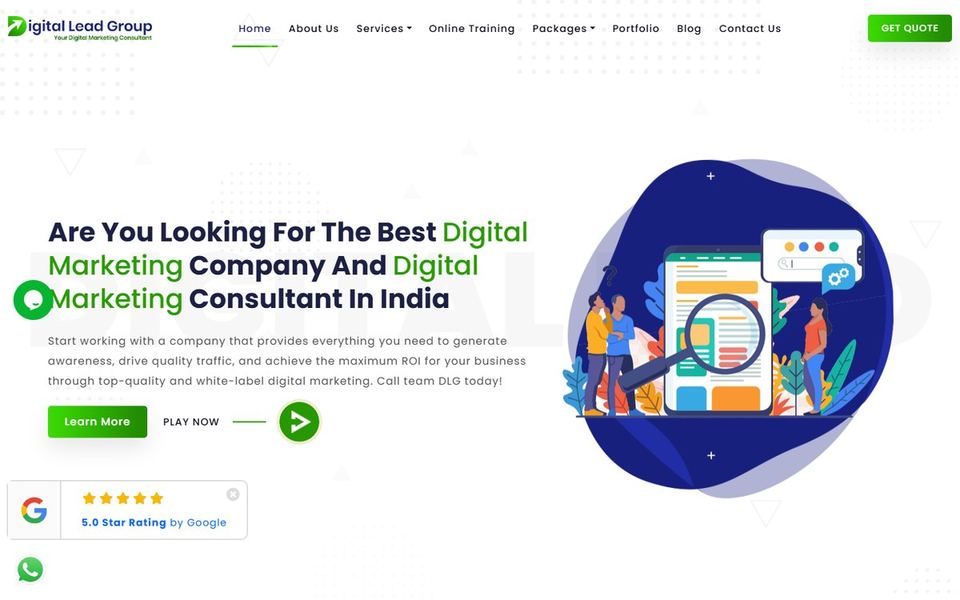 Digital Lead Group
Your Digital Marketing Consultant
Home
About Us
Services
Online Training
Packages
Portfolio
Blog
Contact Us
GET QUOTE
Are You Looking For The Best Digital
Marketing Company And Digital
Marketing Consultant In India
Start working with a company that provides everything you need to generate
awareness, drive quality traffic, and achieve the maximum ROI for your business
through top-quality and white-label digital marketing. Call team DLG today!
Learn More
PLAY NOW
?
5.0 Star Rating by Google